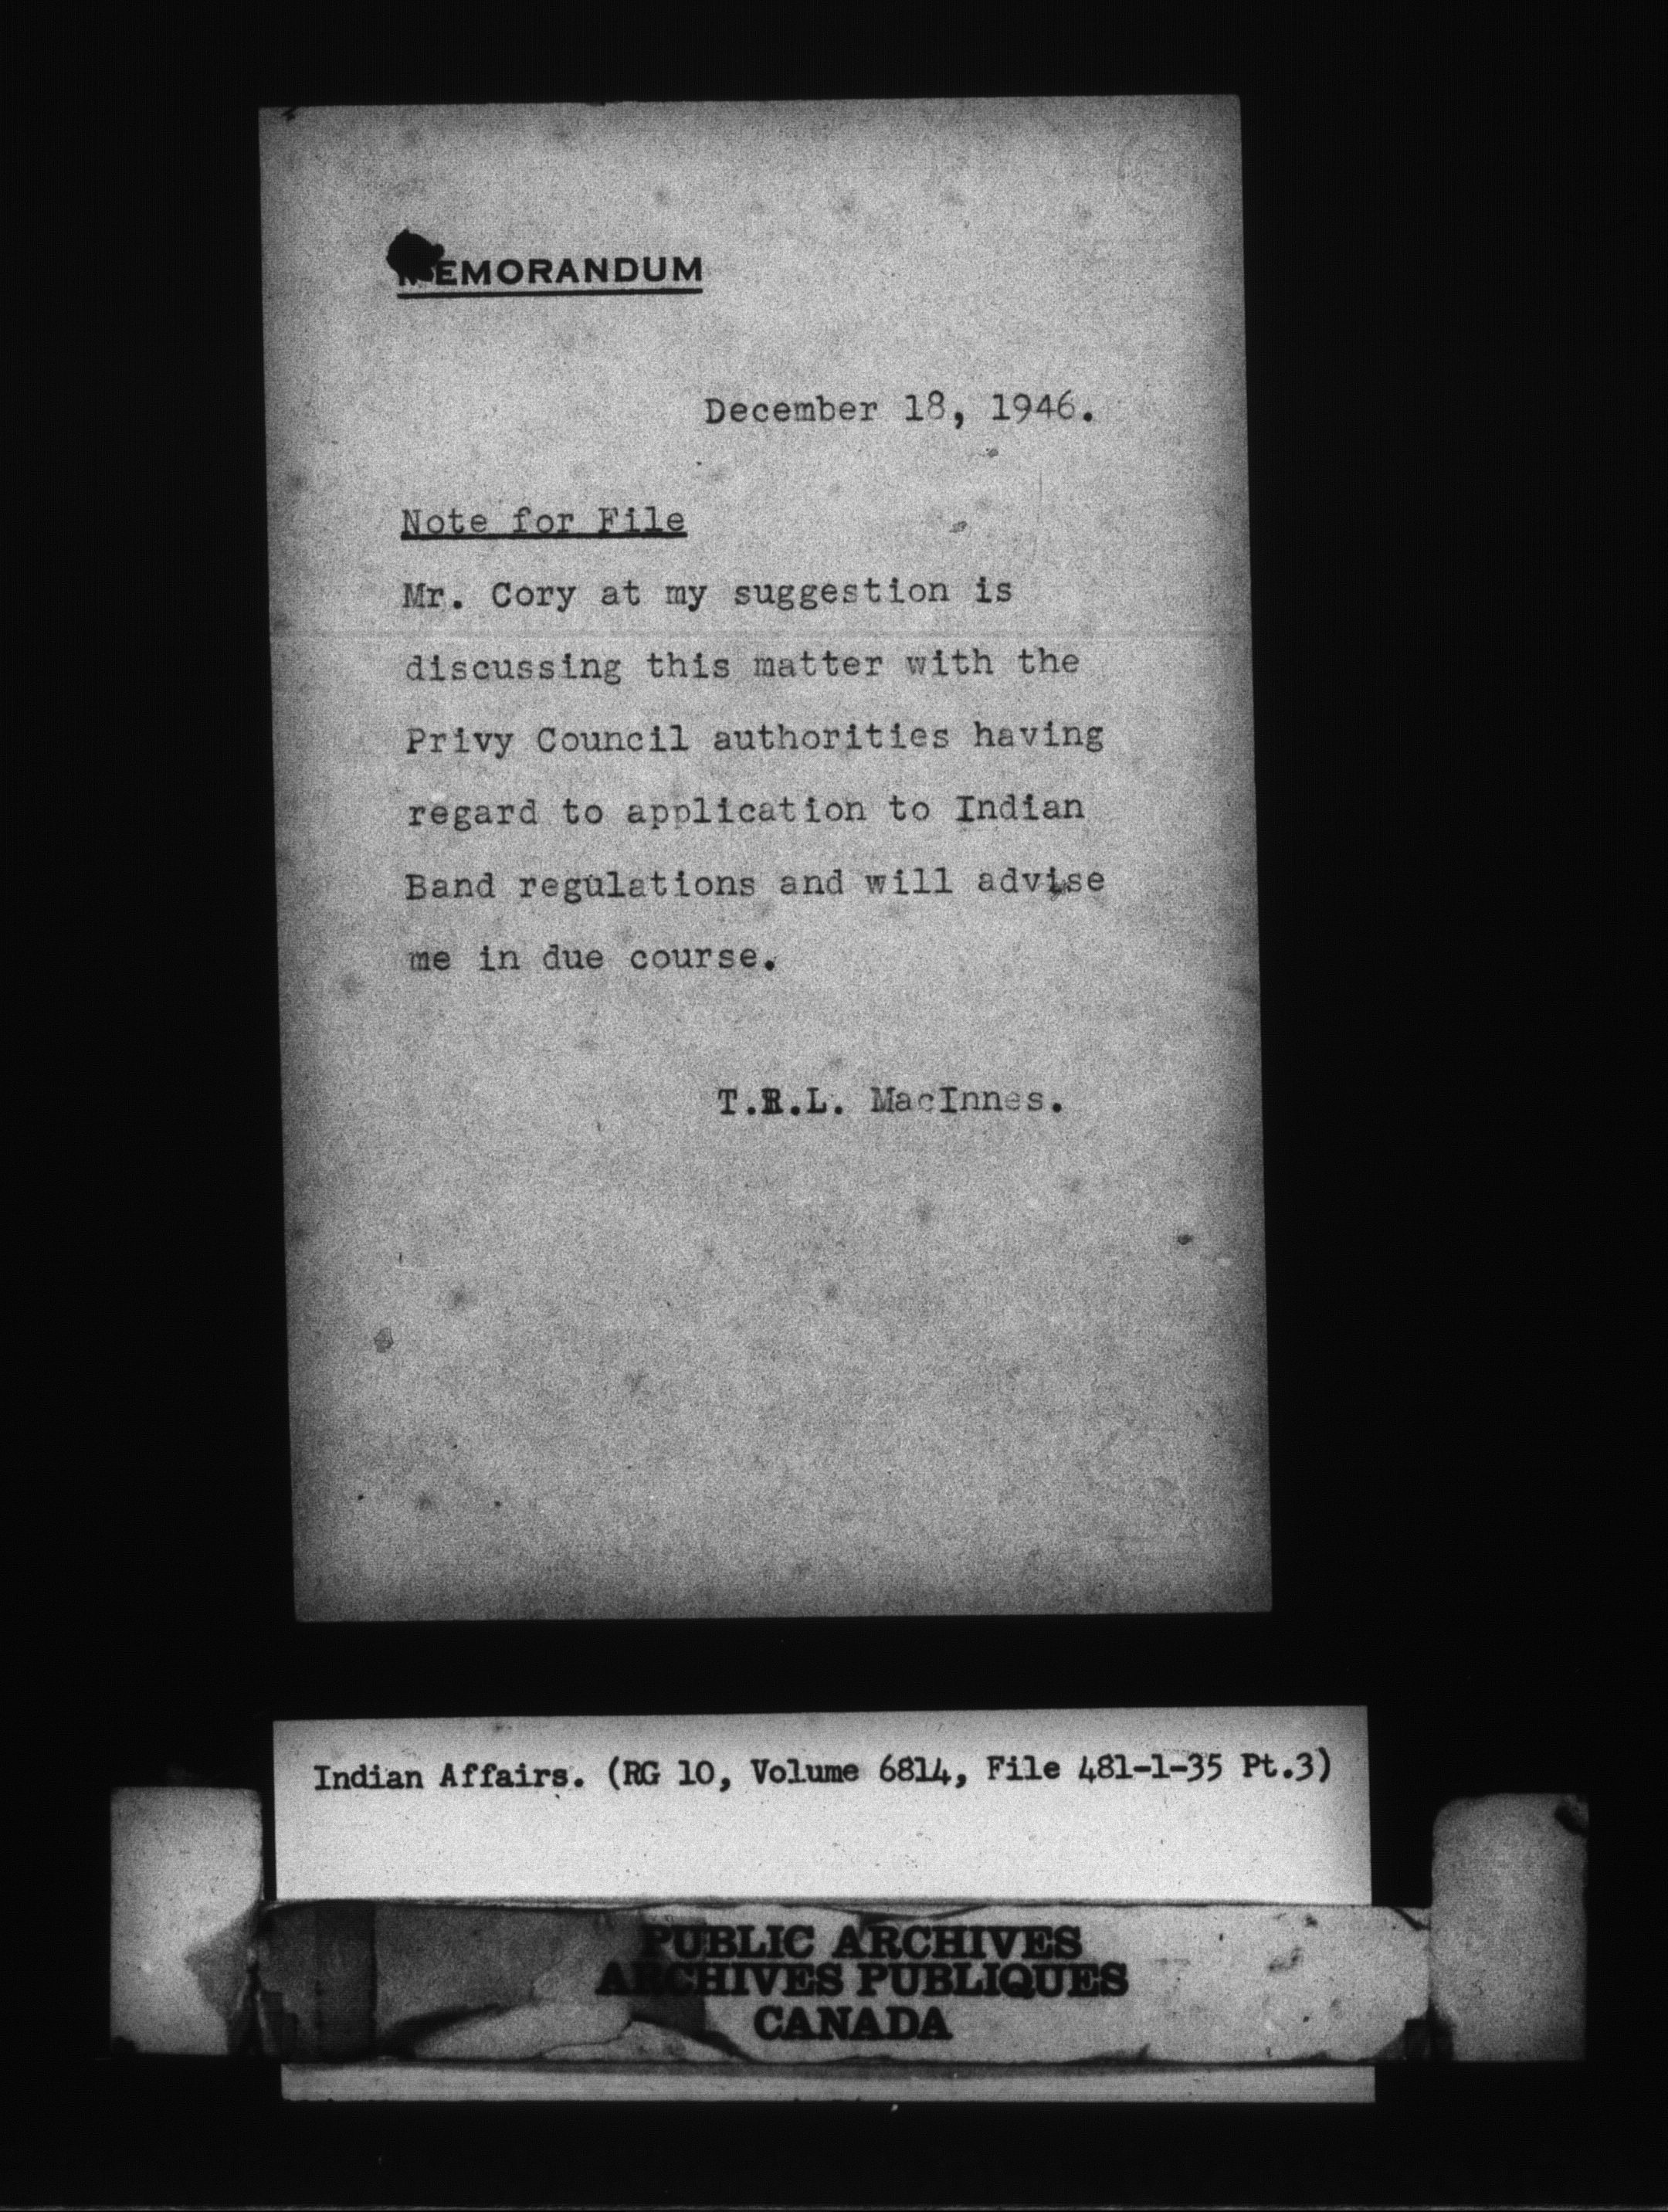 MEMORANDUM
December 18, 1946.
Note for File
Mr. Cory at my suggestion is
discussing this matter with the
Privy Council authorities having
regard to application to Indian
Band regulations and will advise
me in due course.
T.R.L. MacInnes.
Indian Affairs. (RG 10, Volume 6814, File 481-1-35 Pt.3)
PUBLIC ARCHIVES
ARCHIVES PUBLIQUES
CANADA